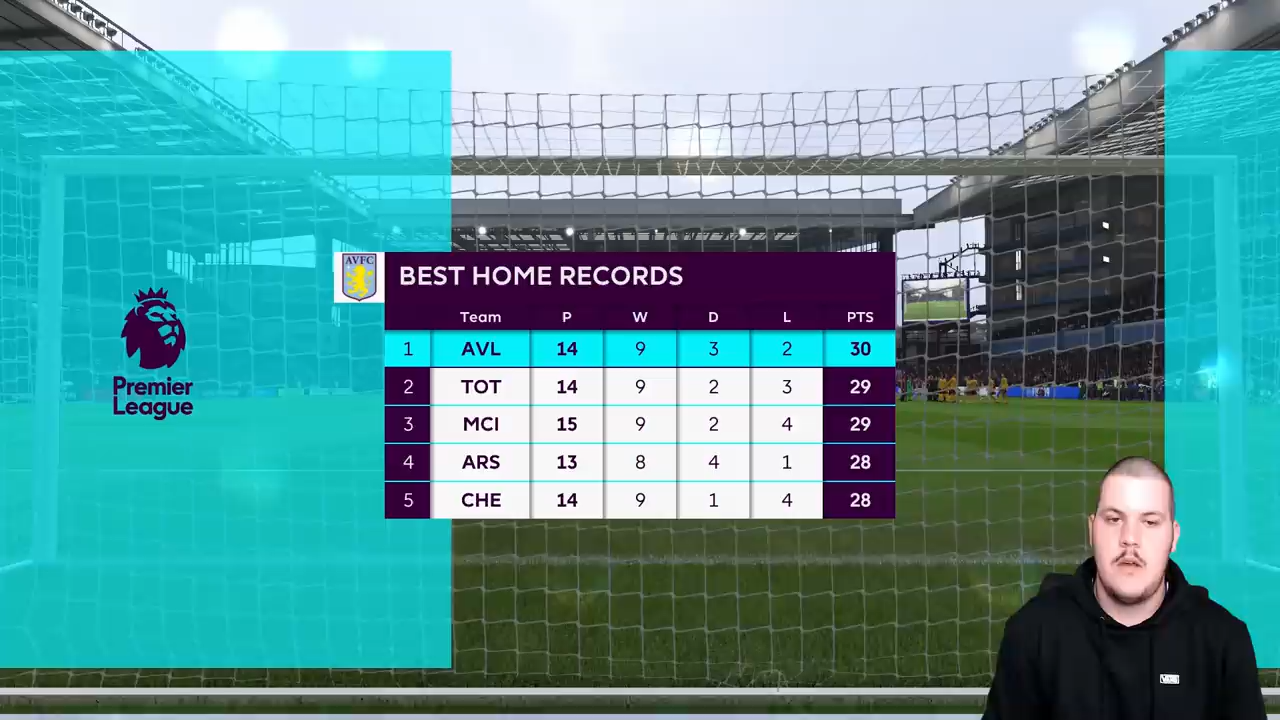 AVFC
BEST HOME RECORDS
Team P W D L PTS
1 AVL 14 9 3 2 30
2 TOT 14 9 2 3 29
3 MCI 15 9 2 4 29
4 ARS 13 8 4 1 28
5 CHE 14 9 1 4 28
Premier
League
VANS